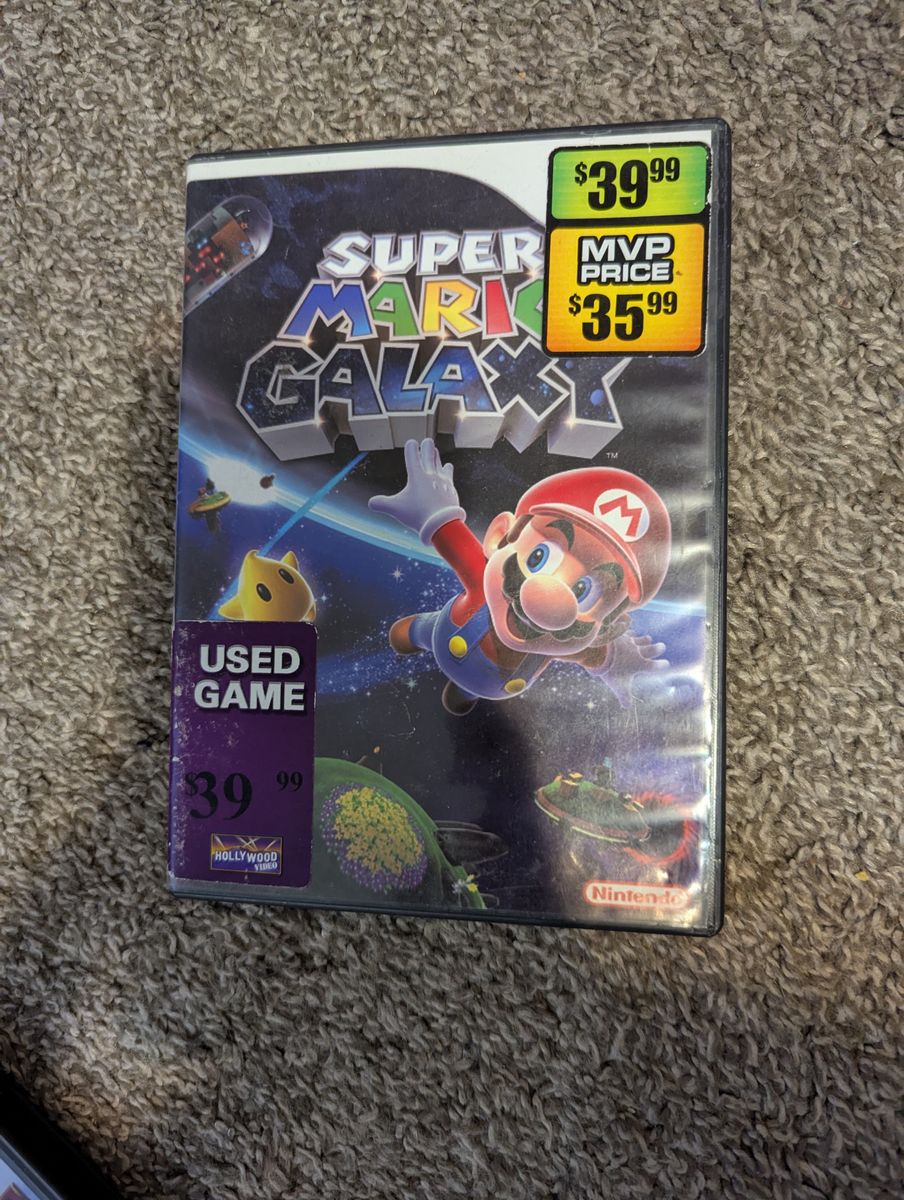 $39.99
MVP
PRICE
$35.99
SUPER
MARIO
GALAXY
TM
M
USED
GAME
$39 99
HOLLYWOOD
VIDEO
Nintendo